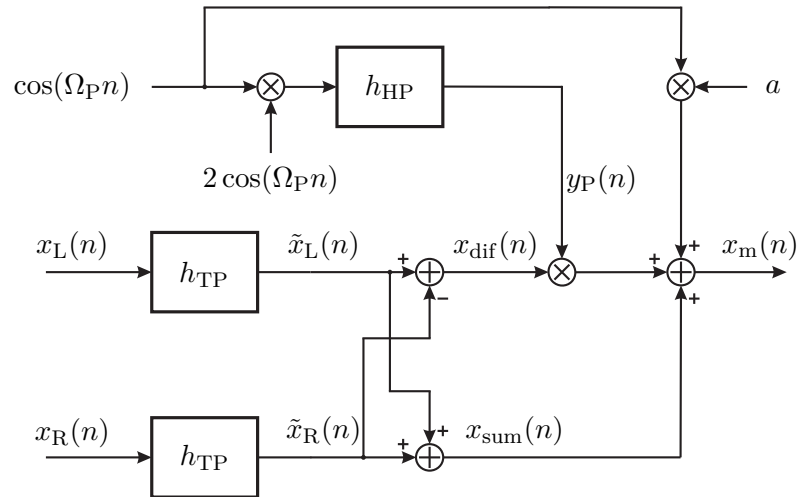 cos(Ω_P n)
h_HP
a
2 cos(Ω_P n)
y_P(n)
x_L(n)
h_TP
x̃_L(n)
+
x_dif(n)
+
+
x_m(n)
−
+
x_R(n)
h_TP
x̃_R(n)
+
+
x_sum(n)